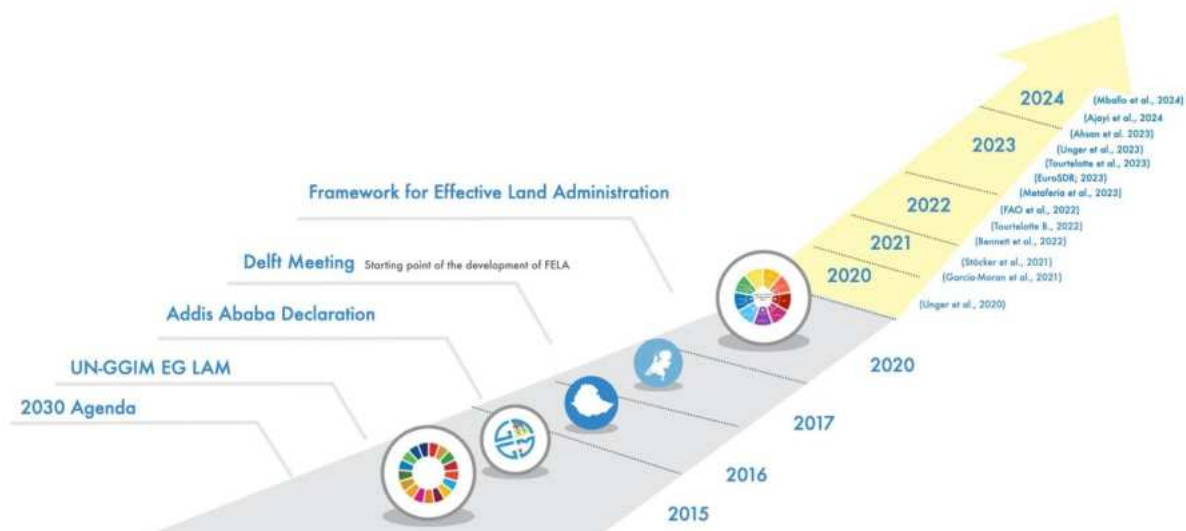 2024
(Mballo et al., 2024)
(Ajayi et al., 2024
(Ahsan et al. 2023)
2023
(Unger et al., 2023)
(Tourtelotte et al., 2023)
(EuroSDR; 2023)
(Metaferia et al., 2023)
Framework for Effective Land Administration
2022
(FAO et al., 2022)
(Tourtelotte B., 2022)
2021
(Bennett et al., 2022)
Delft Meeting Starting point of the development of FELA
(Stöcker et al., 2021)
2020
(Garcia-Moran et al., 2021)
(Unger et al., 2020)
Addis Ababa Declaration
UN-GGIM EG LAM
2020
2030 Agenda
2017
2016
2015